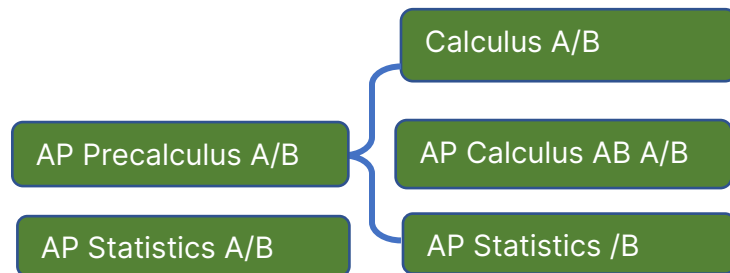 Calculus A/B
AP Precalculus A/B
AP Calculus AB A/B
AP Statistics A/B
AP Statistics /B